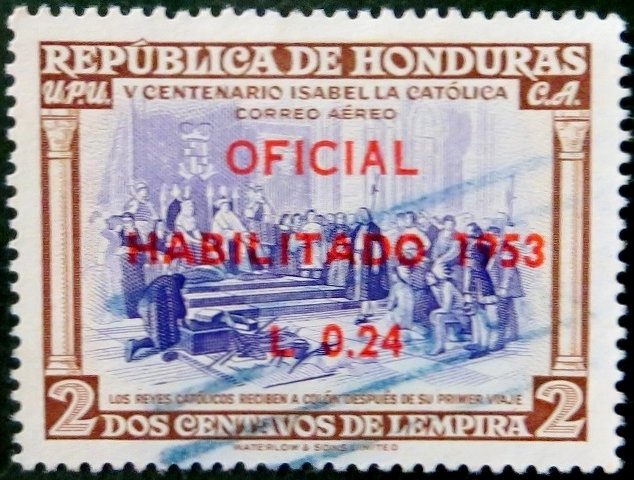 REPÚBLICA DE HONDURAS
U.P.U. V CENTENARIO ISABEL LA CATÓLICA C.A.
CORREO AÉREO
OFICIAL
HABILITADO 1953
L 0.24
LOS REYES CATÓLICOS RECIBEN A COLÓN DESPUÉS DE SU PRIMER VIAJE
2 DOS CENTAVOS DE LEMPIRA 2
WATERLOW & SONS LIMITED